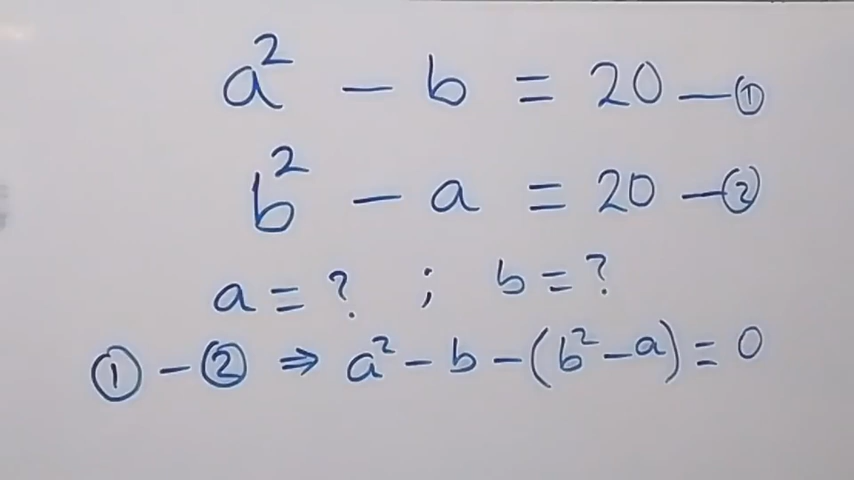 a² − b = 20 — ①
b² − a = 20 — ②
a = ? ; b = ?
① − ② ⇒ a² − b − (b² − a) = 0